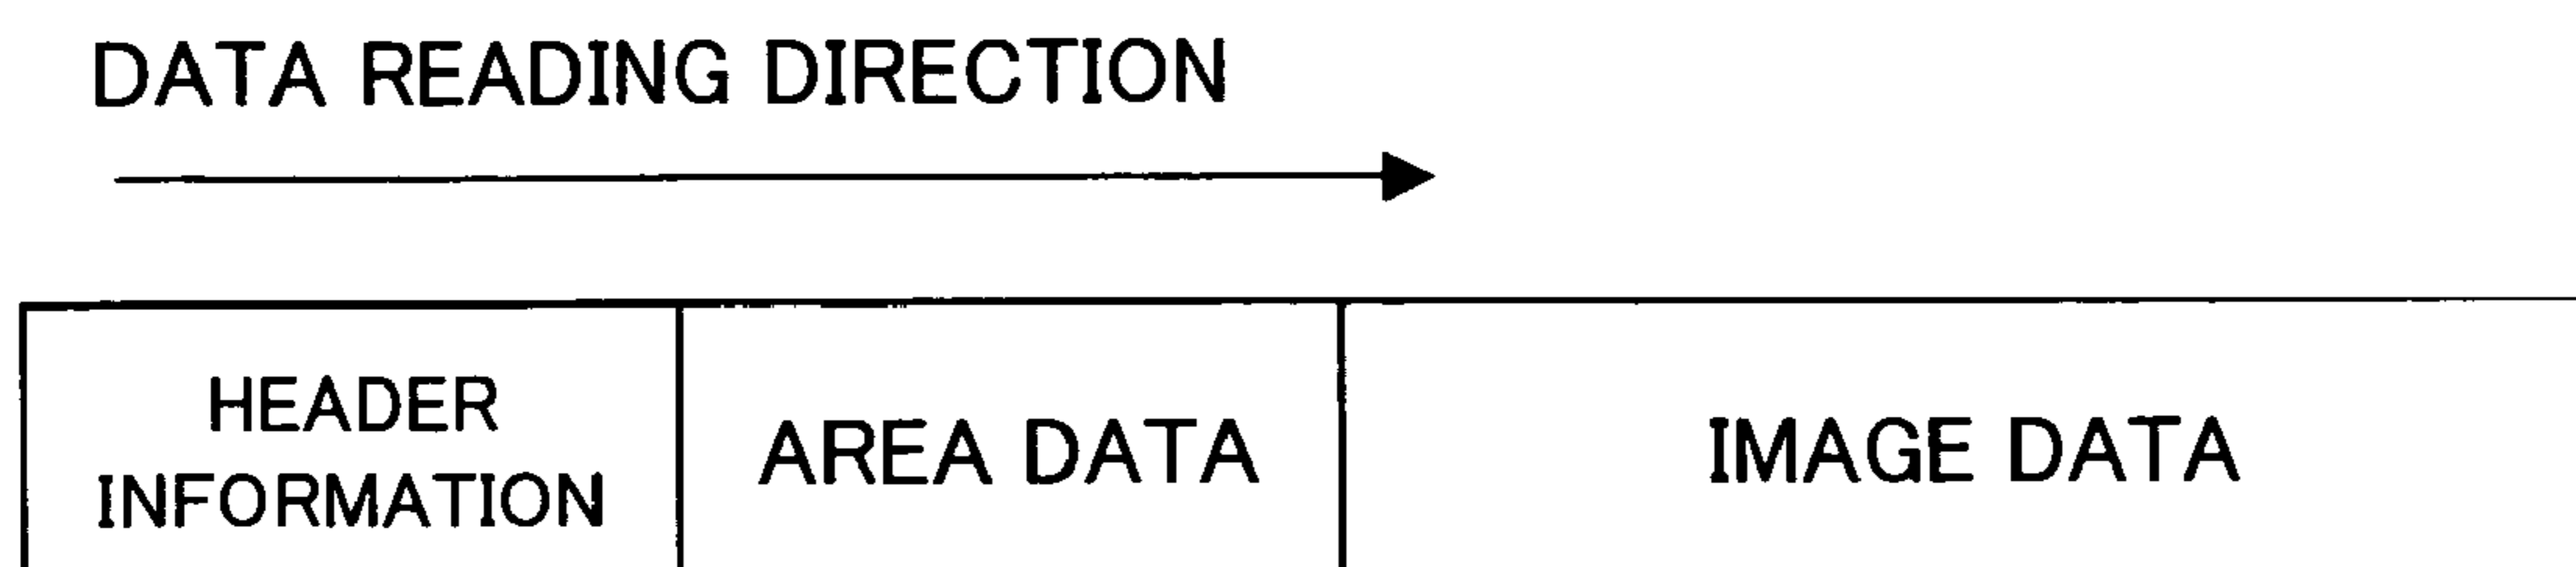 DATA READING DIRECTION
HEADER
INFORMATION
AREA DATA
IMAGE DATA